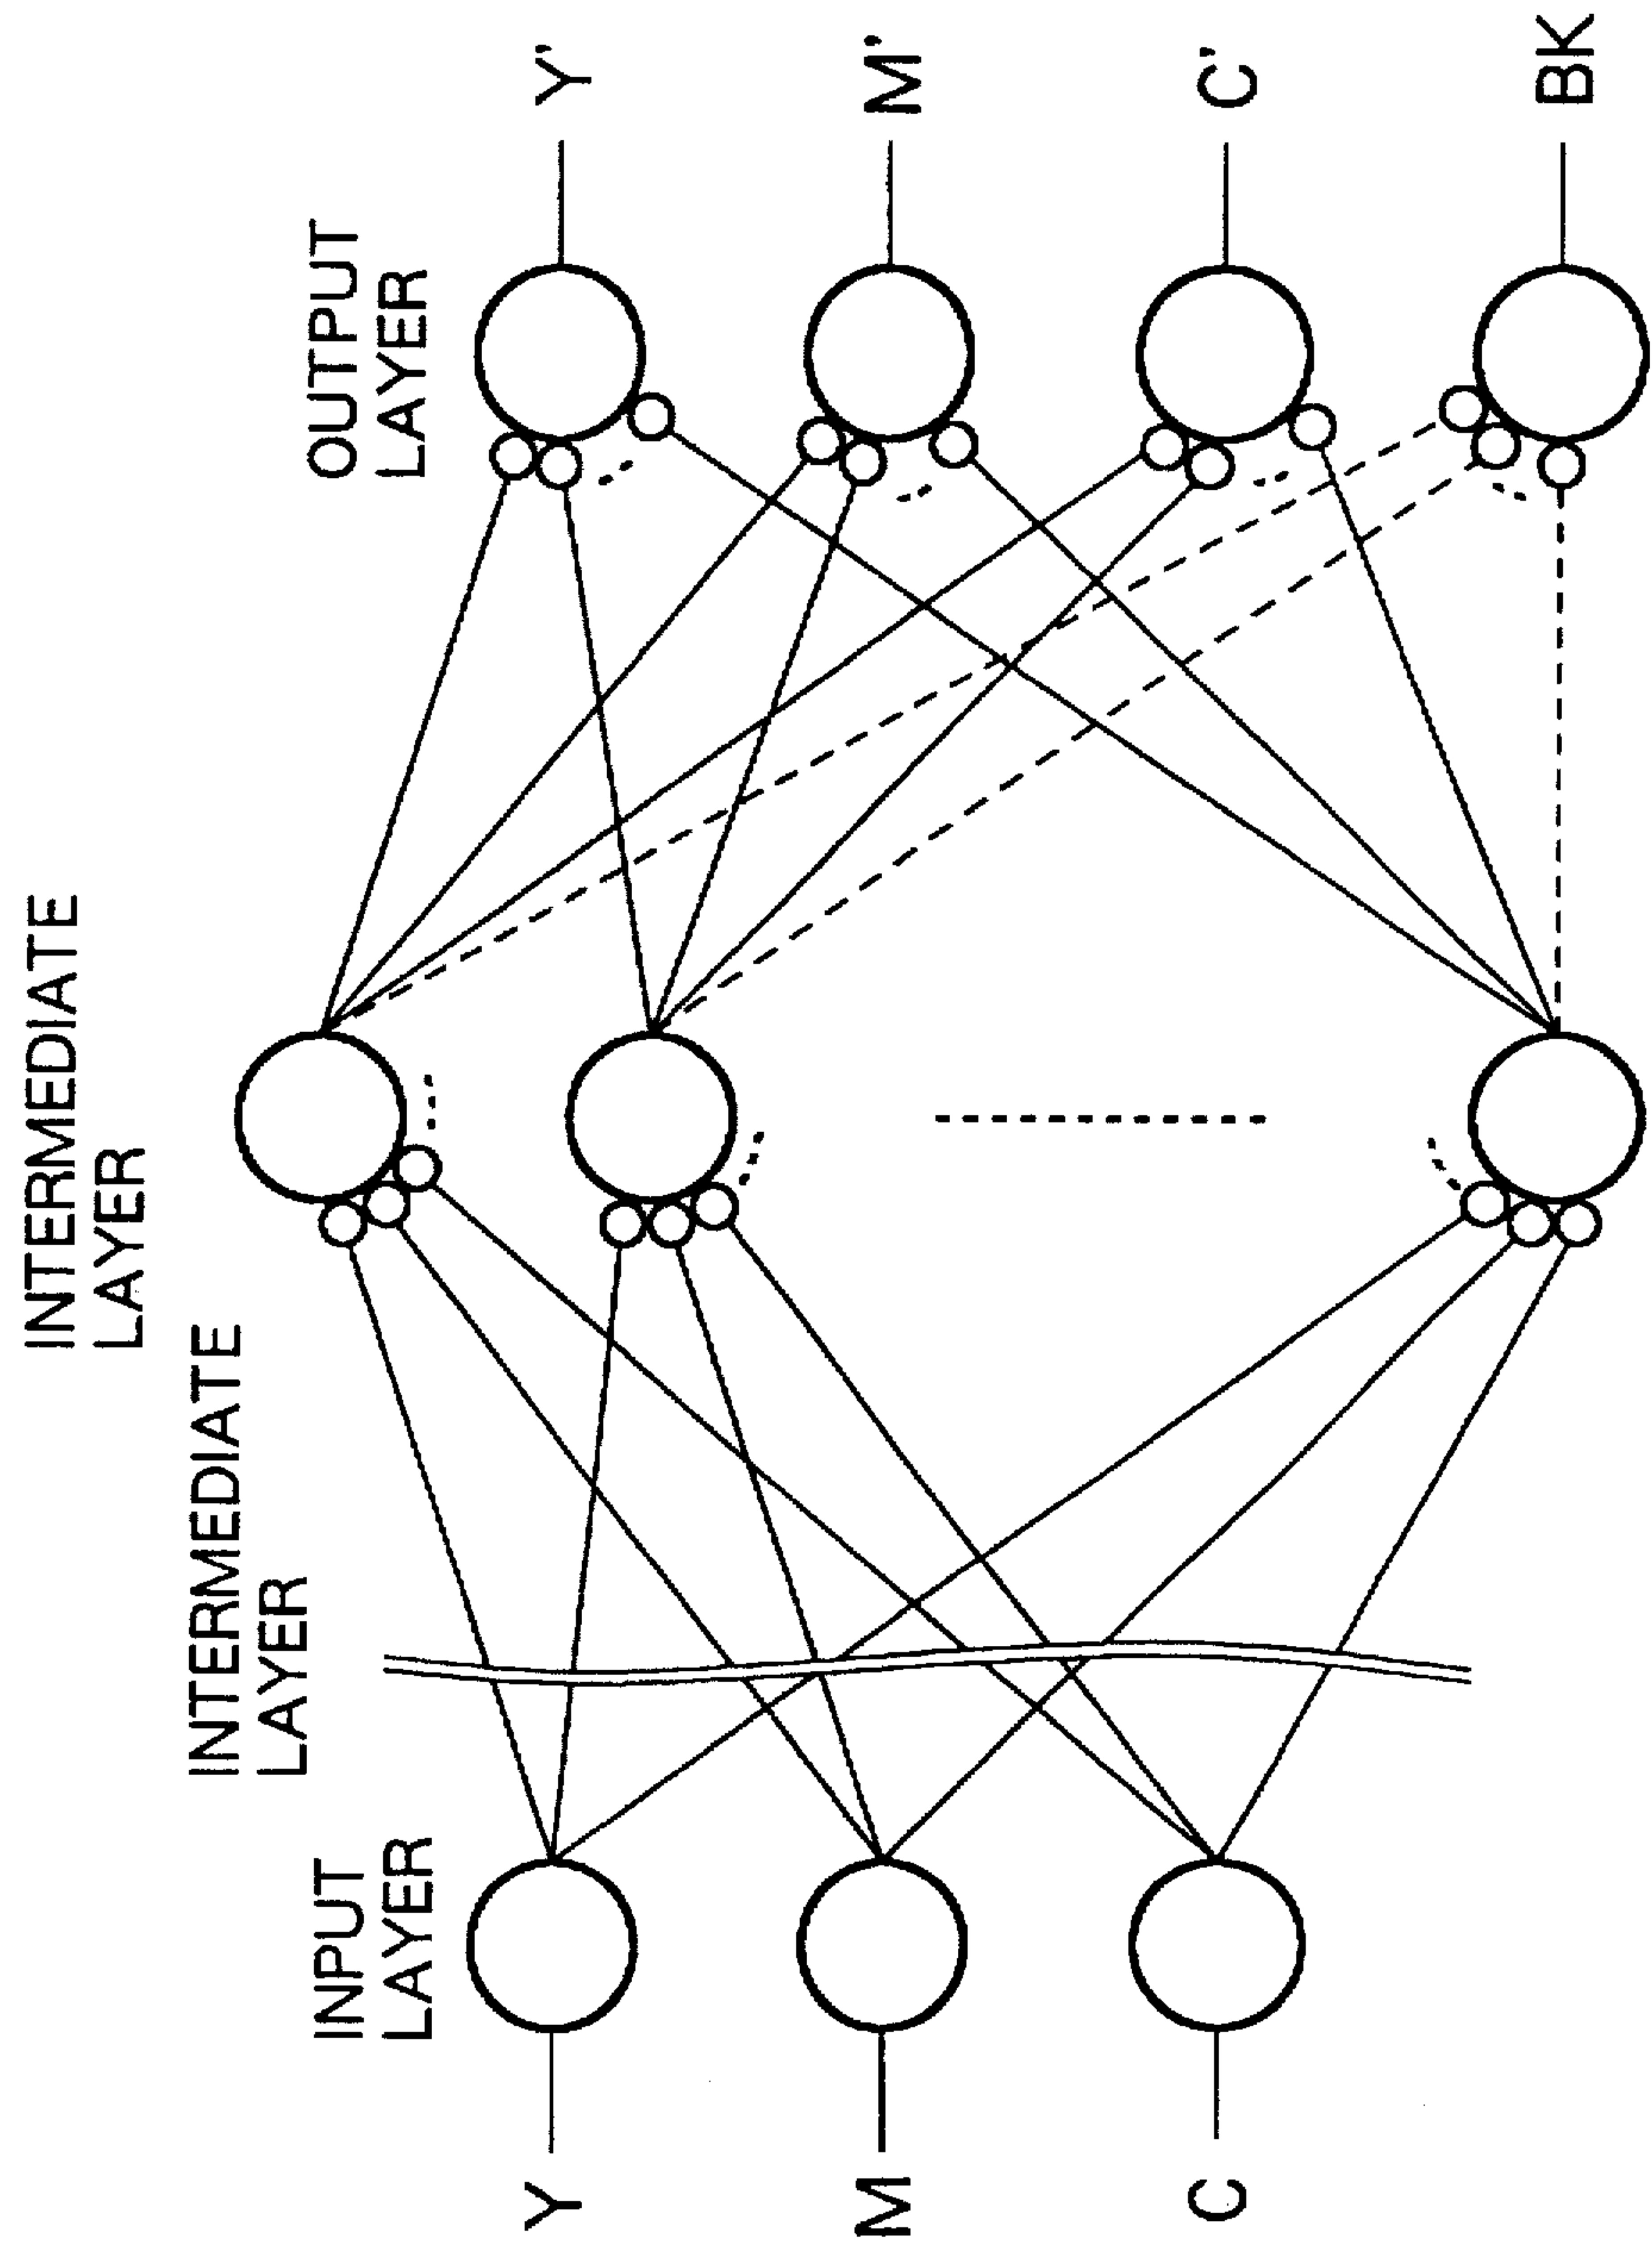 INTERMEDIATE
LAYER
INTERMEDIATE
LAYER
INPUT
LAYER
OUTPUT
LAYER
Y
M
C
Y'
M'
C'
BK